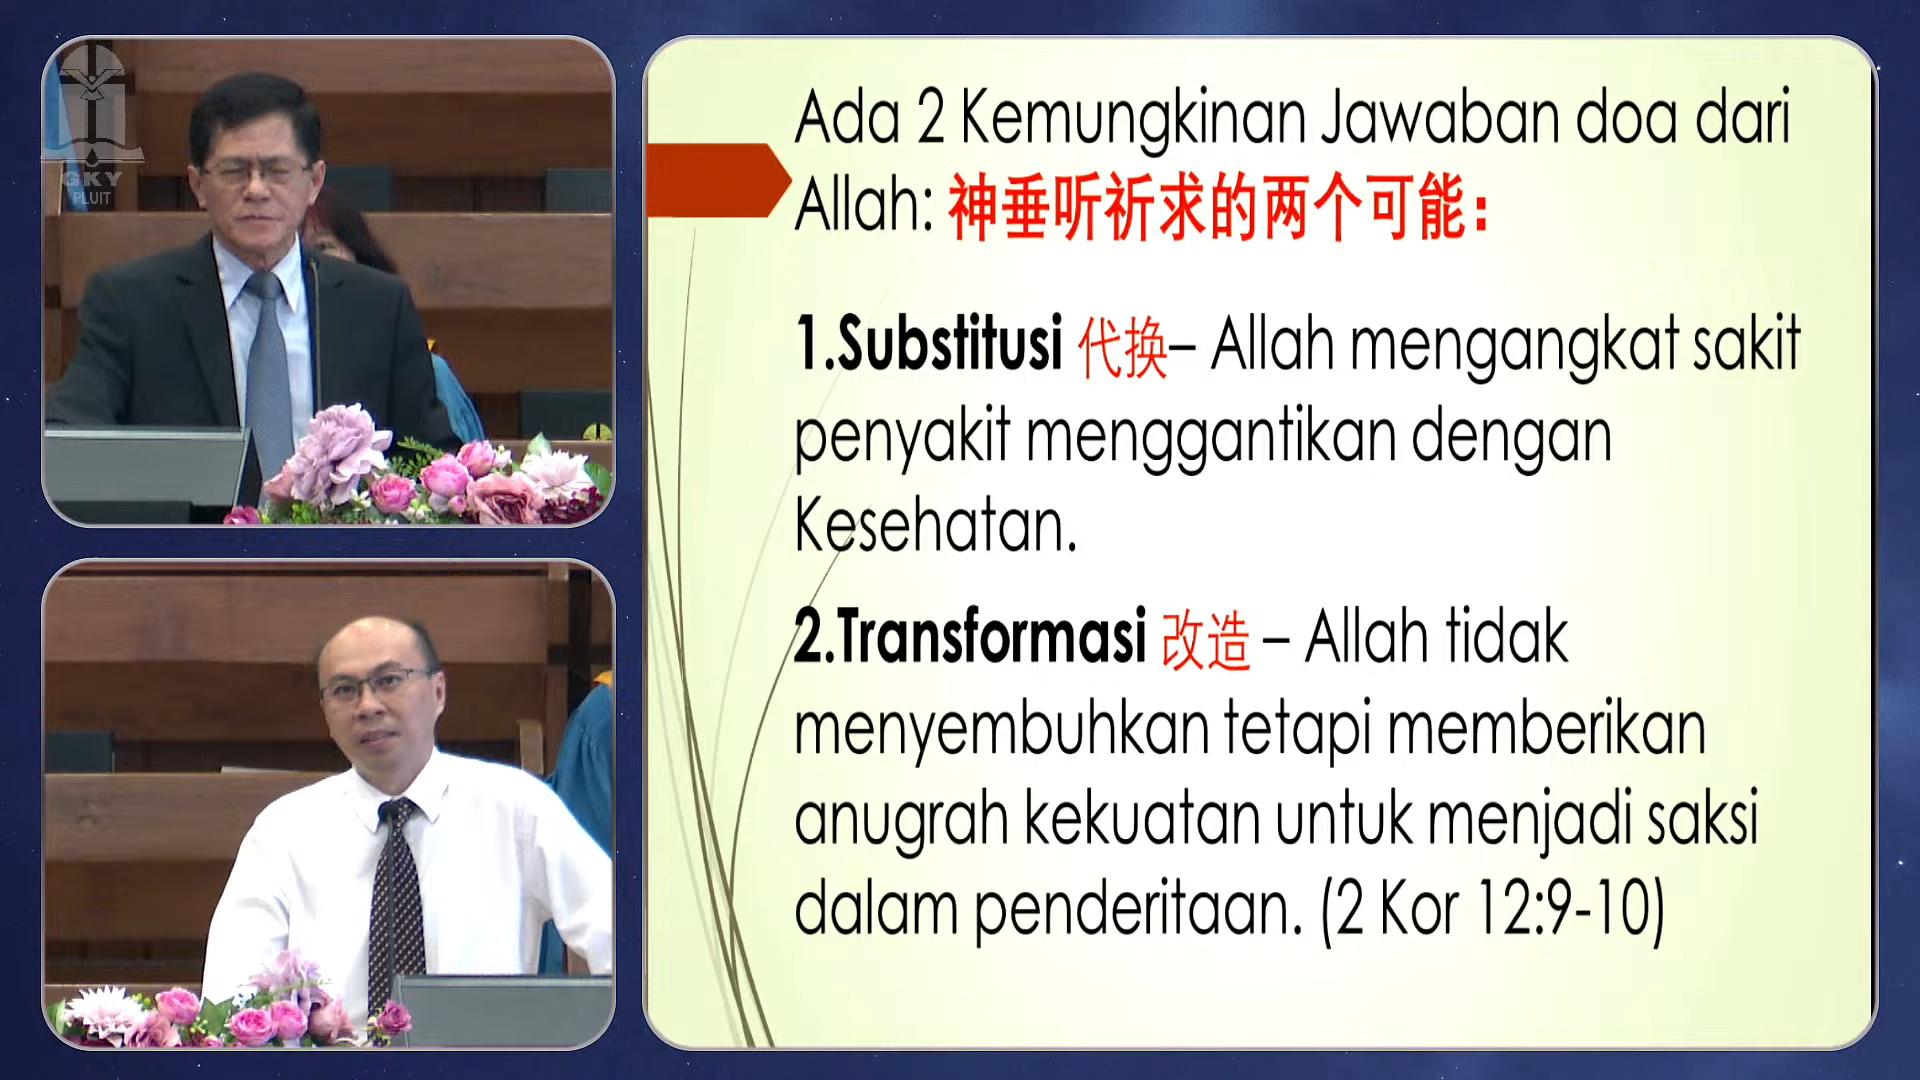 GKY
PLUIT
Ada 2 Kemungkinan Jawaban doa dari
Allah: 神垂听祈求的两个可能：
1.Substitusi 代换– Allah mengangkat sakit
penyakit menggantikan dengan
Kesehatan.
2.Transformasi 改造 – Allah tidak
menyembuhkan tetapi memberikan
anugrah kekuatan untuk menjadi saksi
dalam penderitaan. (2 Kor 12:9-10)